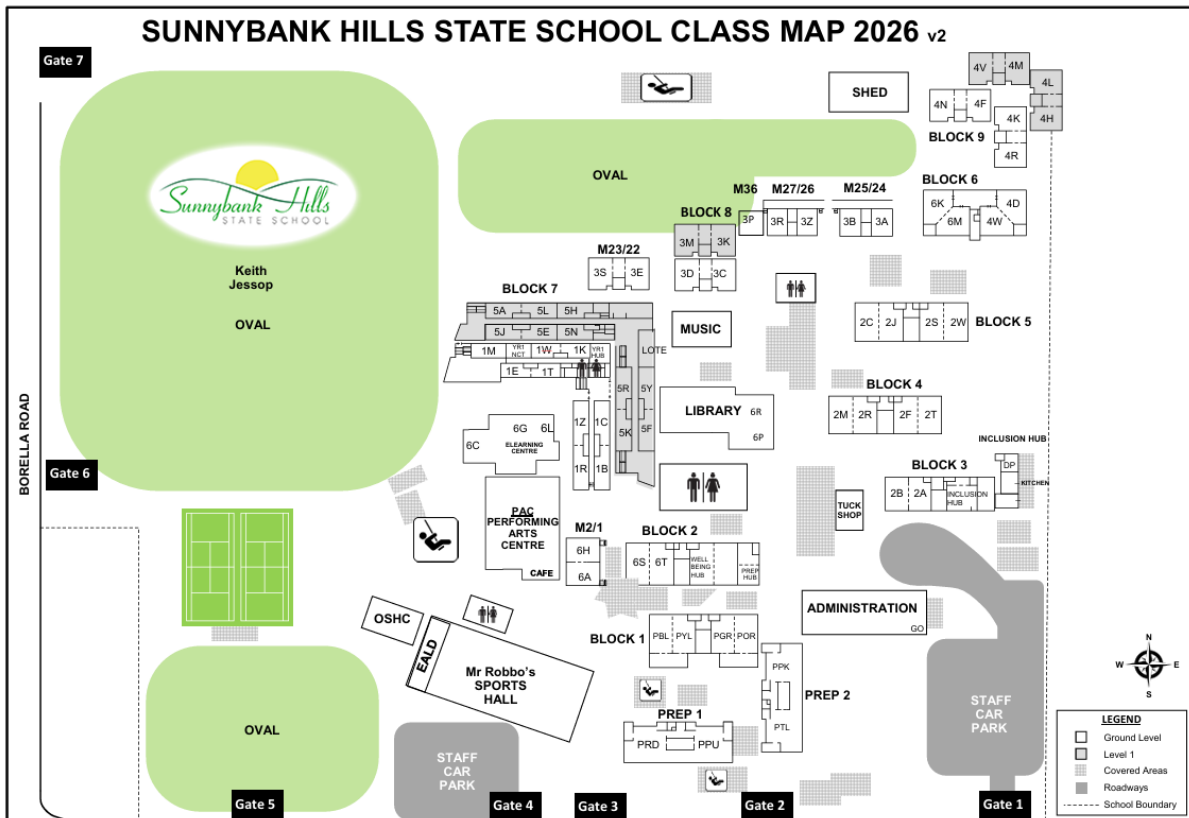 SUNNYBANK HILLS STATE SCHOOL CLASS MAP 2026 v2
Gate 7
Sunnybank Hills
STATE SCHOOL
Keith
Jessop
OVAL
BORELLA ROAD
Gate 6
OVAL
SHED
4V 4M
4L
4H
4N 4F
4K
4R
BLOCK 9
BLOCK 6
6K 4D
6M 4W
M36 M27/26 M25/24
3P 3R 3Z 3B 3A
BLOCK 8
3M 3K
3D 3C
M23/22
3S 3E
BLOCK 7
5A 5L 5H
5J 5E 5N
1M YR1 NCT 1W 1K YR1 HUB
1E 1T
LOTE
5R 5Y
5K 5F
1Z 1C
1R 1B
MUSIC
2C 2J 2S 2W
BLOCK 5
BLOCK 4
2M 2R 2F 2T
LIBRARY
6R
6P
6G 6L
6C
ELEARNING
CENTRE
INCLUSION HUB
DP
KITCHEN
BLOCK 3
2B 2A INCLUSION
HUB
TUCK
SHOP
PAC
PERFORMING
ARTS
CENTRE
CAFE
M2/1
6H
6A
BLOCK 2
6S 6T
WELL
BEING
HUB
PREP
HUB
ADMINISTRATION
GO
OSHC
EALD
Mr Robbo's
SPORTS
HALL
BLOCK 1
PBL PYL PGR POR
PPK
PTL
PREP 2
PREP 1
PRD PPU
STAFF
CAR
PARK
OVAL
STAFF
CAR
PARK
N
W E
S
LEGEND
Ground Level
Level 1
Covered Areas
Roadways
School Boundary
Gate 5
Gate 4
Gate 3
Gate 2
Gate 1